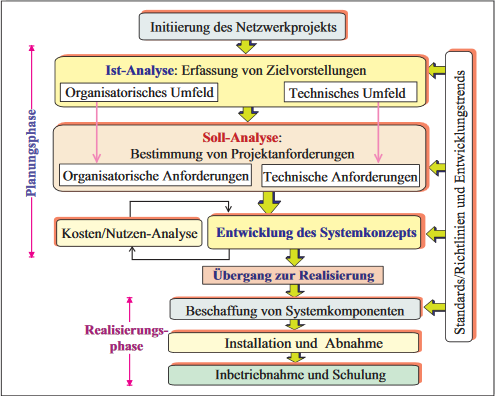 Initiierung des Netzwerkprojekts
Ist-Analyse: Erfassung von Zielvorstellungen
Organisatorisches Umfeld
Technisches Umfeld
Soll-Analyse:
Bestimmung von Projektanforderungen
Organisatorische Anforderungen
Technische Anforderungen
Kosten/Nutzen-Analyse
Entwicklung des Systemkonzepts
Planungsphase
Standards/Richtlinien und Entwicklungstrends
Übergang zur Realisierung
Beschaffung von Systemkomponenten
Realisierungs-
phase
Installation und Abnahme
Inbetriebnahme und Schulung